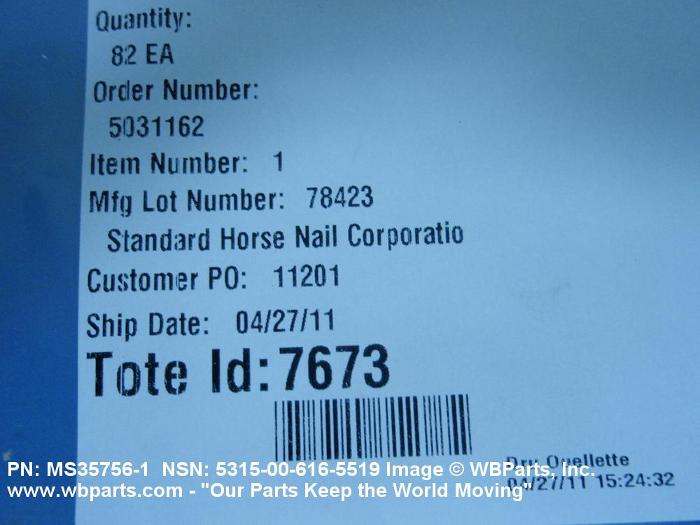 Quantity:
82 EA
Order Number:
5031162
Item Number: 1
Mfg Lot Number: 78423
Standard Horse Nail Corporatio
Customer PO: 11201
Ship Date: 04/27/11
Tote Id: 7673
Ouellette
04/27/11 15:24:32
PN: MS35756-1 NSN: 5315-00-616-5519 Image © WBParts, Inc.
www.wbparts.com - "Our Parts Keep the World Moving"